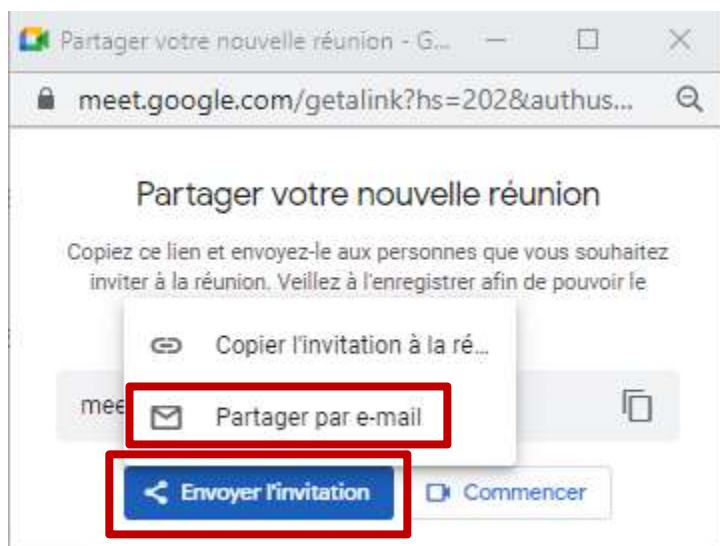 Partager votre nouvelle réunion - G...
meet.google.com/getalink?hs=202&authus...
Partager votre nouvelle réunion
Copiez ce lien et envoyez-le aux personnes que vous souhaitez
inviter à la réunion. Veillez à l'enregistrer afin de pouvoir le
Copier l'invitation à la ré...
mee
Partager par e-mail
Envoyer l'invitation
Commencer